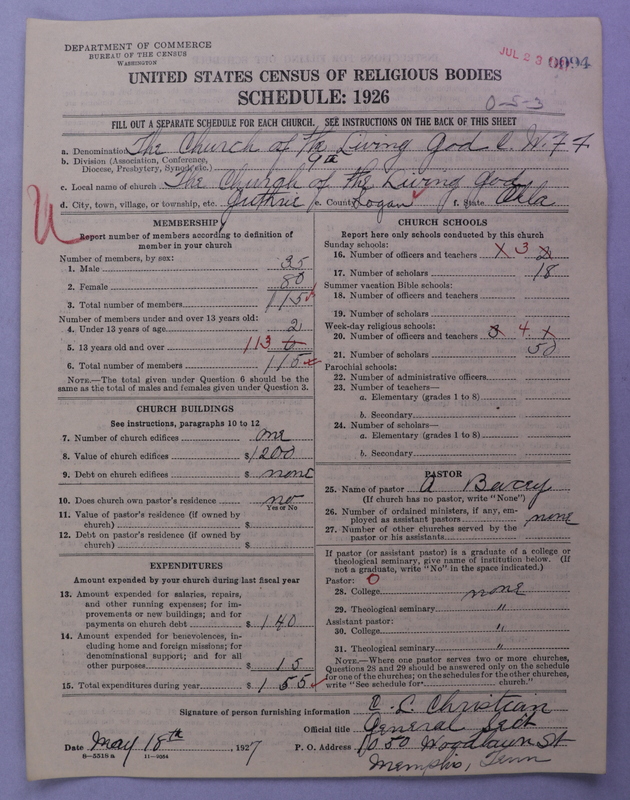 DEPARTMENT OF COMMERCE
BUREAU OF THE CENSUS
WASHINGTON
JUL 23
0094
UNITED STATES CENSUS OF RELIGIOUS BODIES
SCHEDULE: 1926
0-5-3
FILL OUT A SEPARATE SCHEDULE FOR EACH CHURCH. SEE INSTRUCTIONS ON THE BACK OF THIS SHEET
a. Denomination The Church of the Living God C. W. F F
b. Division (Association, Conference, Diocese, Presbytery, Synod, etc.) 9th
c. Local name of church The Church of the Living God
d. City, town, village, or township, etc. Guthrie e. County Logan f. State Okla
MEMBERSHIP
Report number of members according to definition of member in your church
Number of members, by sex:
1. Male 35
2. Female 80
3. Total number of members 115
Number of members under and over 13 years old:
4. Under 13 years of age 2
5. 13 years old and over 113 0
6. Total number of members 115
NOTE.—The total given under Question 6 should be the same as the total of males and females given under Question 3.
CHURCH BUILDINGS
See instructions, paragraphs 10 to 12
7. Number of church edifices one
8. Value of church edifices $1200
9. Debt on church edifices $ none
10. Does church own pastor's residence no
Yes or No
11. Value of pastor's residence (if owned by church) $
12. Debt on pastor's residence (if owned by church) $
EXPENDITURES
Amount expended by your church during last fiscal year
13. Amount expended for salaries, repairs, and other running expenses; for improvements or new buildings; and for payments on church debt $ 140
14. Amount expended for benevolences, including home and foreign missions; for denominational support; and for all other purposes $ 15
15. Total expenditures during year $ 155
CHURCH SCHOOLS
Report here only schools conducted by this church
Sunday schools:
16. Number of officers and teachers X 3 2
17. Number of scholars 18
Summer vacation Bible schools:
18. Number of officers and teachers
19. Number of scholars
Week-day religious schools:
20. Number of officers and teachers 3 4 X
21. Number of scholars 50
Parochial schools:
22. Number of administrative officers
23. Number of teachers—
a. Elementary (grades 1 to 8)
b. Secondary
24. Number of scholars—
a. Elementary (grades 1 to 8)
b. Secondary
PASTOR
25. Name of pastor A
(If church has no pastor, write "None")
26. Number of ordained ministers, if any, employed as assistant pastors none
27. Number of other churches served by the pastor or his assistants
If pastor (or assistant pastor) is a graduate of a college or theological seminary, give name of institution below. (If not a graduate, write "No" in the space indicated.)
Pastor: 0
28. College none
29. Theological seminary "
Assistant pastor:
30. College "
31. Theological seminary "
NOTE.—Where one pastor serves two or more churches, Questions 28 and 29 should be answered only on the schedule for one of the churches; on the schedules for the other churches, write "See schedule for church."
Signature of person furnishing information C. L. Christian
Official title General Sect
Date May 18th, 1927 P. O. Address 1050 Woodlawn St
8-5518a 11-9034 Memphis, Tenn